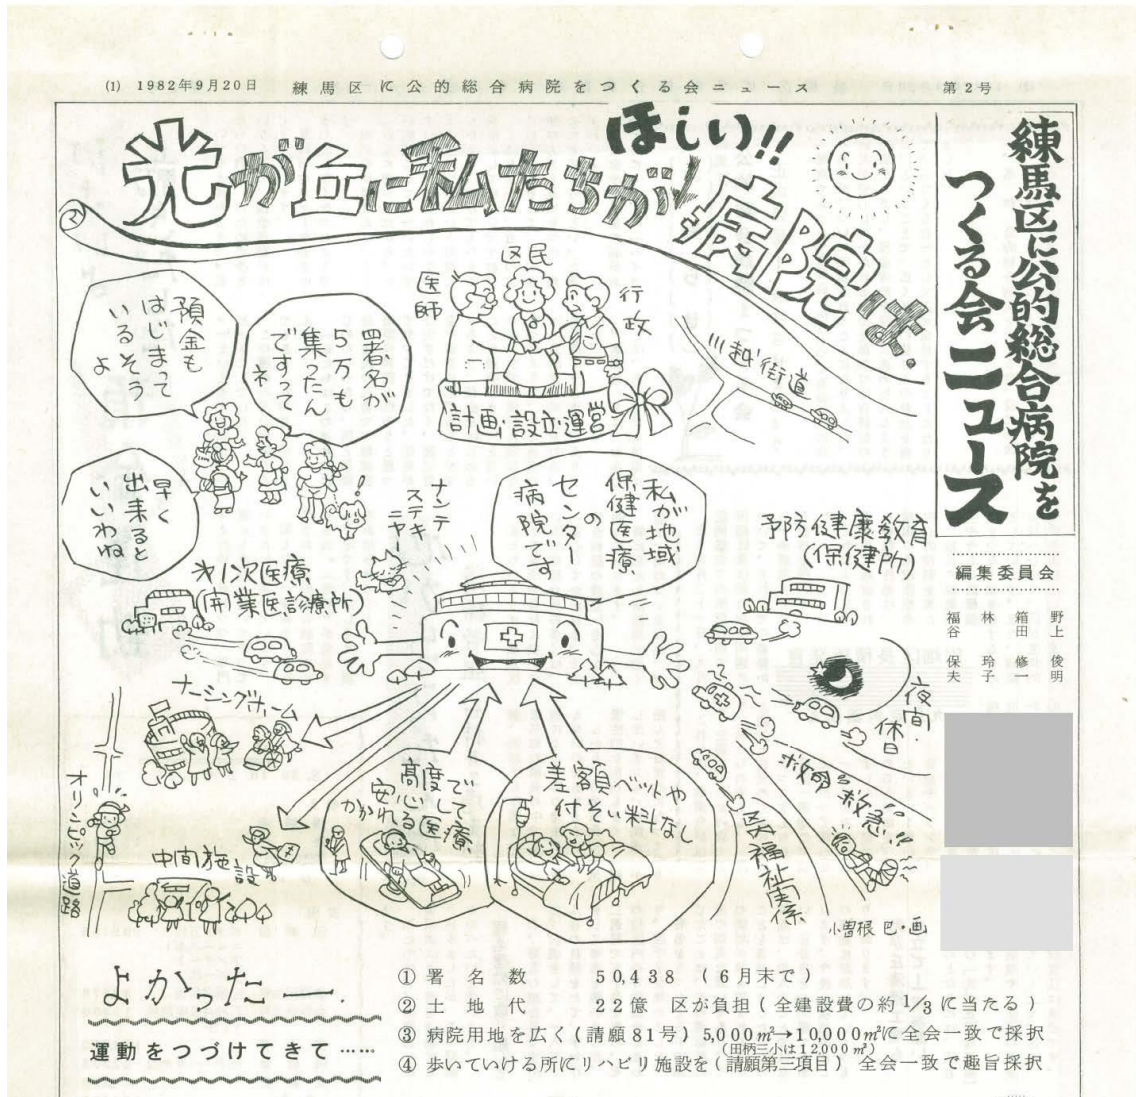 (1) 1982年9月20日 練馬区に公的総合病院をつくる会ニュース 第2号
練馬区に公的総合病院を
つくる会ニュース
光が丘に私たちが
ほしい!!
病院は.
編集委員会
野上 俊明
箱田 修一
林 玲子
福谷 保夫
医師
区民
行政
計画・設立・運営
川越街道
預金も
はじまって
いるそう
よ
署名が
5万も
集ったん
ですって
ネ
早く
出来ると
いいわね
ナンテ
ステキ
ニャー
私が地域
保健医療
の
センター
病院です
予防健康教育
(保健所)
才1次医療
(開業医診療所)
ナーシングホーム
オリンピック道路
中間施設
高度で
安心して
かかれる医療
差額ベットや
付そい料なし
夜間・
休日
救命救急!!
区内福祉関係
小曽根 巴・画
よかったー.
運動をつづけてきて……
① 署名数 50,438 (6月末で)
② 土地代 22億 区が負担(全建設費の約1/3に当たる)
③ 病院用地を広く(請願81号) 5,000㎡→10,000㎡に全会一致で採択
(田柄三小は12,000㎡)
④ 歩いていける所にリハビリ施設を(請願第三項目) 全会一致で趣旨採択